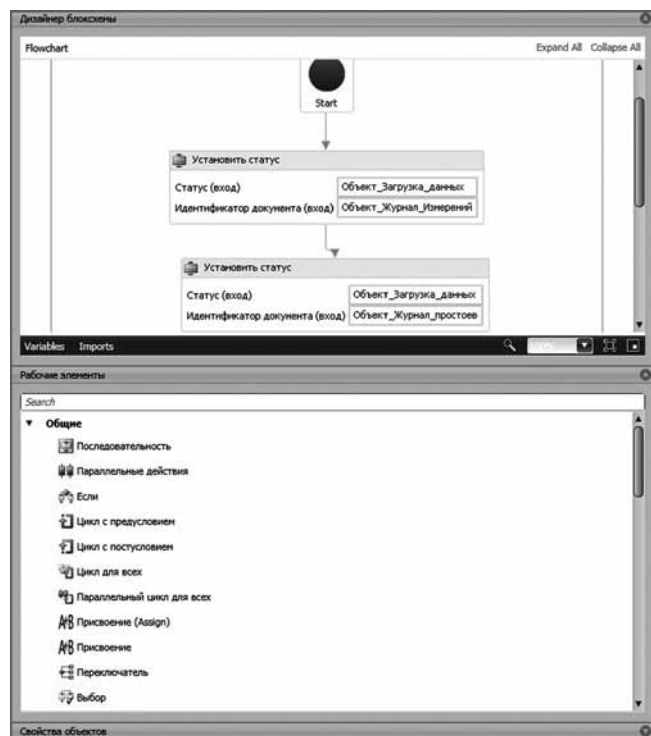 Дизайнер блоксхемы
Flowchart Expand All Collapse All
Start
Установить статус
Статус (вход) Объект_Загрузка_данных
Идентификатор документа (вход) Объект_Журнал_Измерений
Установить статус
Статус (вход) Объект_Загрузка_данных
Идентификатор документа (вход) Объект_Журнал_простоев
Variables Imports
Рабочие элементы
Search
Общие
Последовательность
Параллельные действия
Если
Цикл с предусловием
Цикл с постусловием
Цикл для всех
Параллельный цикл для всех
A+B Присвоение (Assign)
A+B Присвоение
Переключатель
Выбор
Свойства объектов